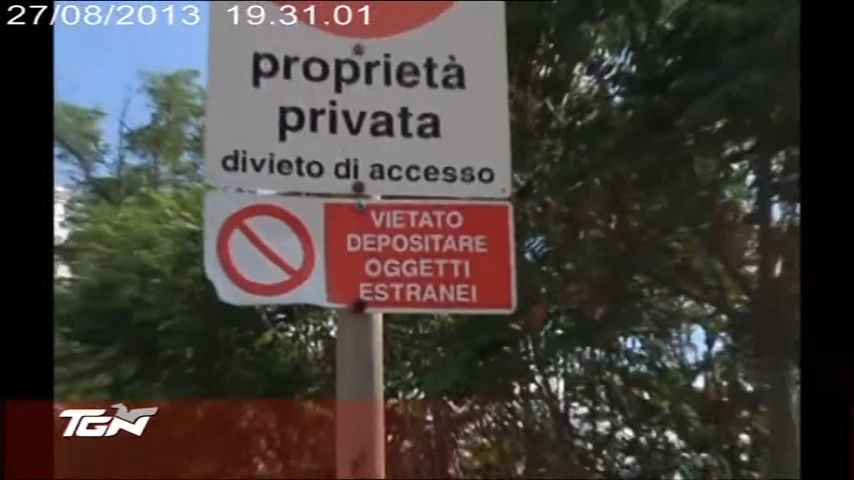 27/08/2013 19.31.01
proprietà
privata
divieto di accesso
VIETATO
DEPOSITARE
OGGETTI
ESTRANEI
TGN